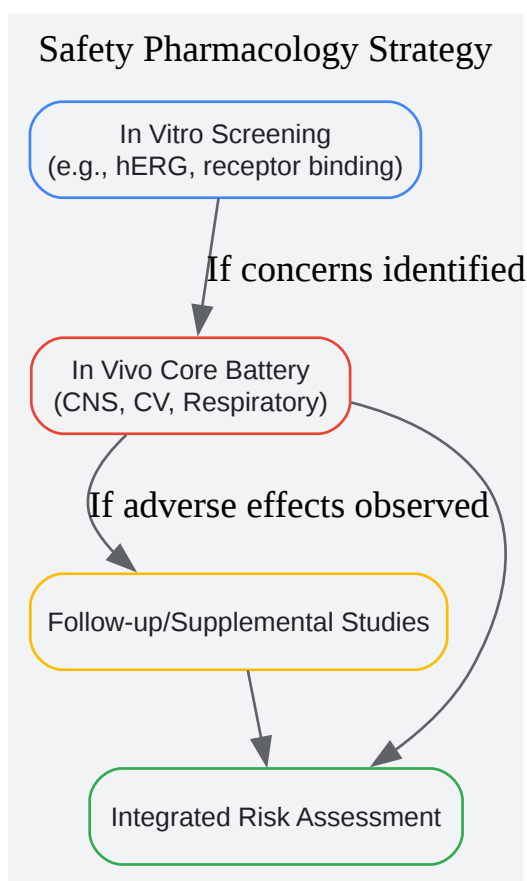 Safety Pharmacology Strategy
In Vitro Screening
(e.g., hERG, receptor binding)
If concerns identified
In Vivo Core Battery
(CNS, CV, Respiratory)
If adverse effects observed
Follow-up/Supplemental Studies
Integrated Risk Assessment